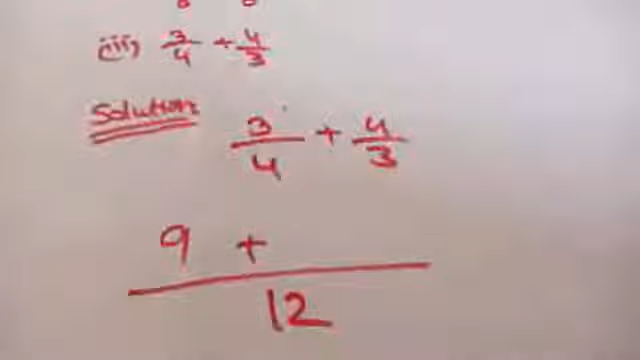 (iii) 3/4 + 4/3
Solution:
3/4 + 4/3
9 +
12